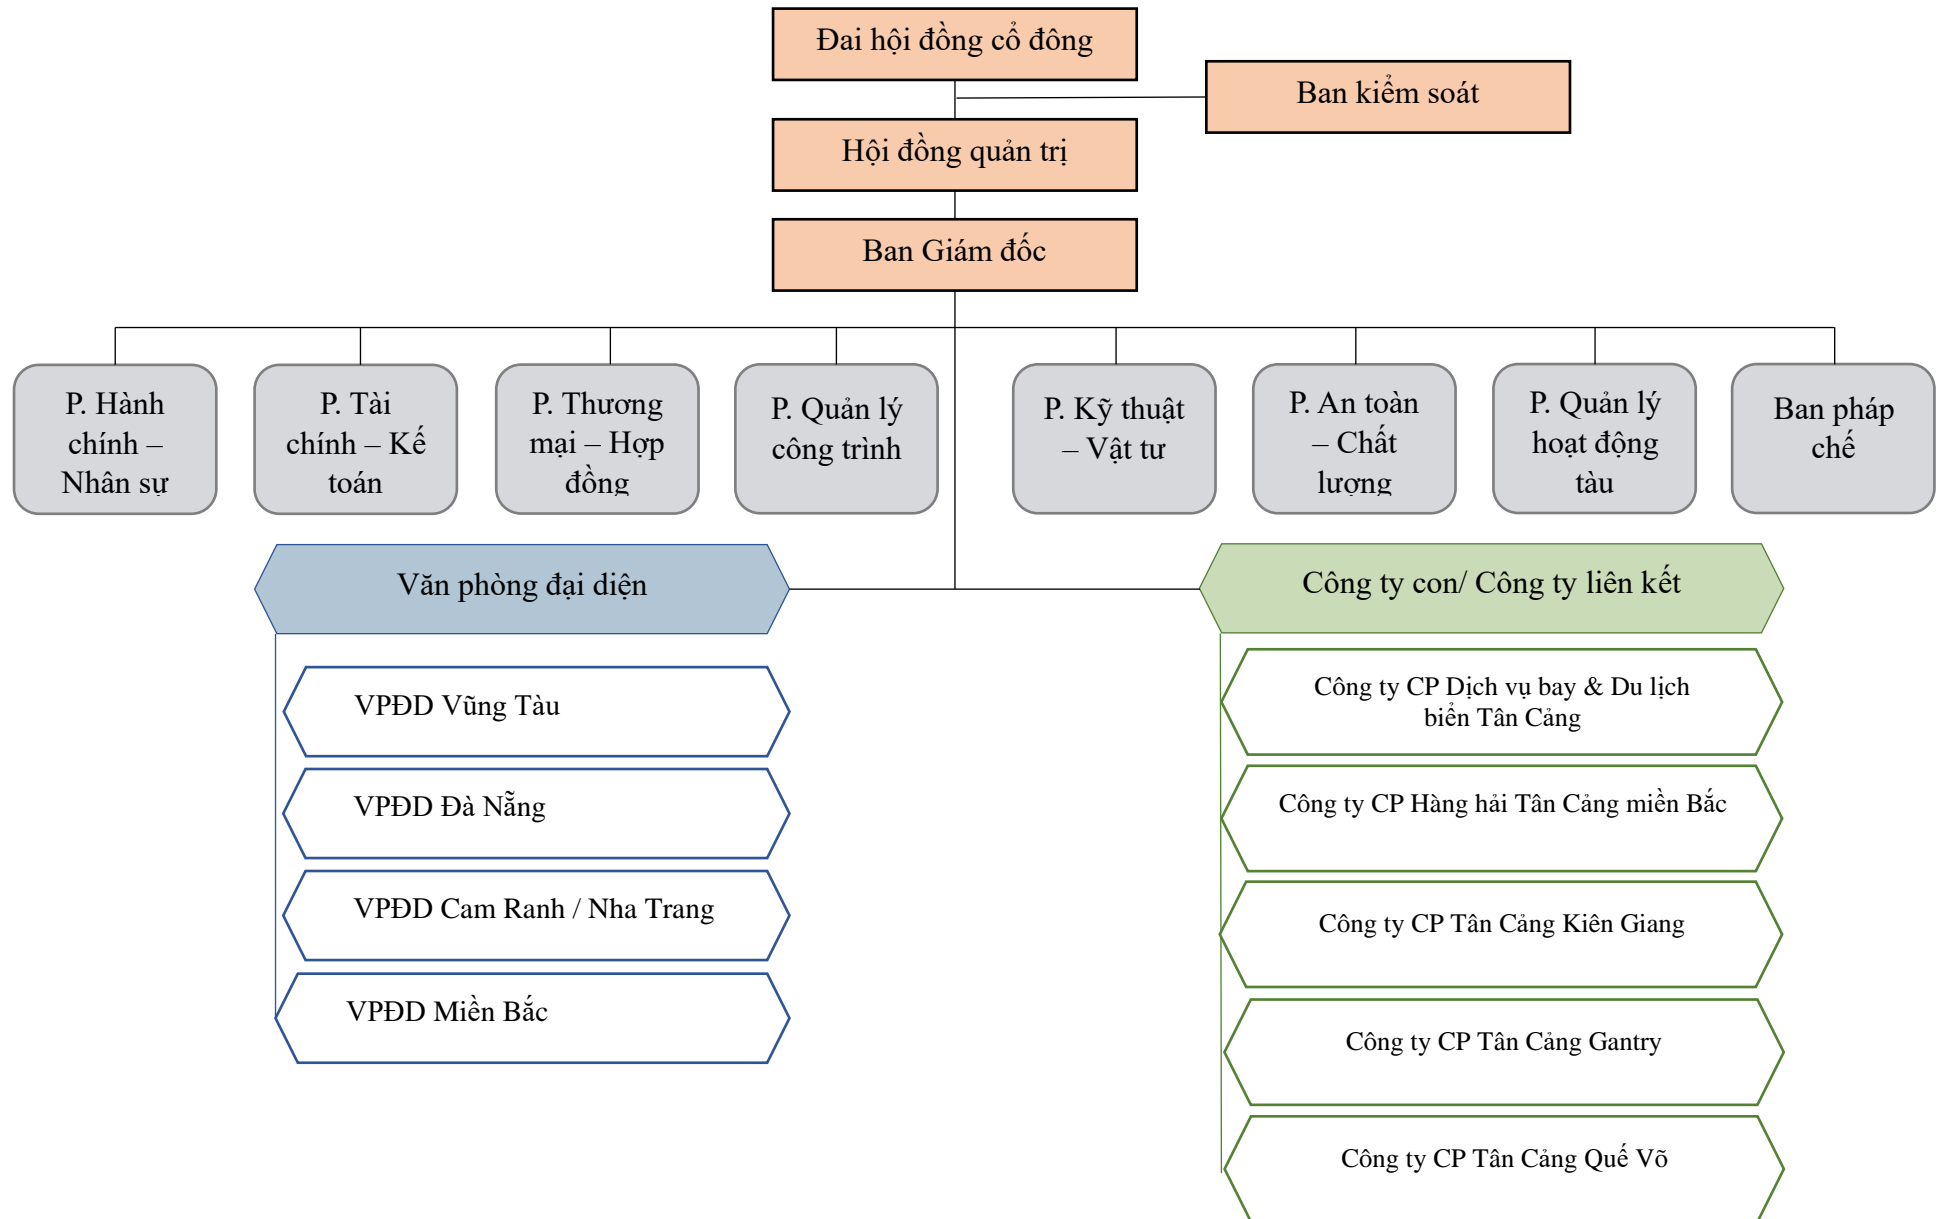 Đai hội đồng cổ đông
Ban kiểm soát
Hội đồng quản trị
Ban Giám đốc
P. Hành
chính –
Nhân sự
P. Tài
chính – Kế
toán
P. Thương
mại – Hợp
đồng
P. Quản lý
công trình
P. Kỹ thuật
– Vật tư
P. An toàn
– Chất
lượng
P. Quản lý
hoạt động
tàu
Ban pháp
chế
Văn phòng đại diện
VPĐD Vũng Tàu
VPĐD Đà Nẵng
VPĐD Cam Ranh / Nha Trang
VPĐD Miền Bắc
Công ty con/ Công ty liên kết
Công ty CP Dịch vụ bay & Du lịch
biển Tân Cảng
Công ty CP Hàng hải Tân Cảng miền Bắc
Công ty CP Tân Cảng Kiên Giang
Công ty CP Tân Cảng Gantry
Công ty CP Tân Cảng Quế Võ